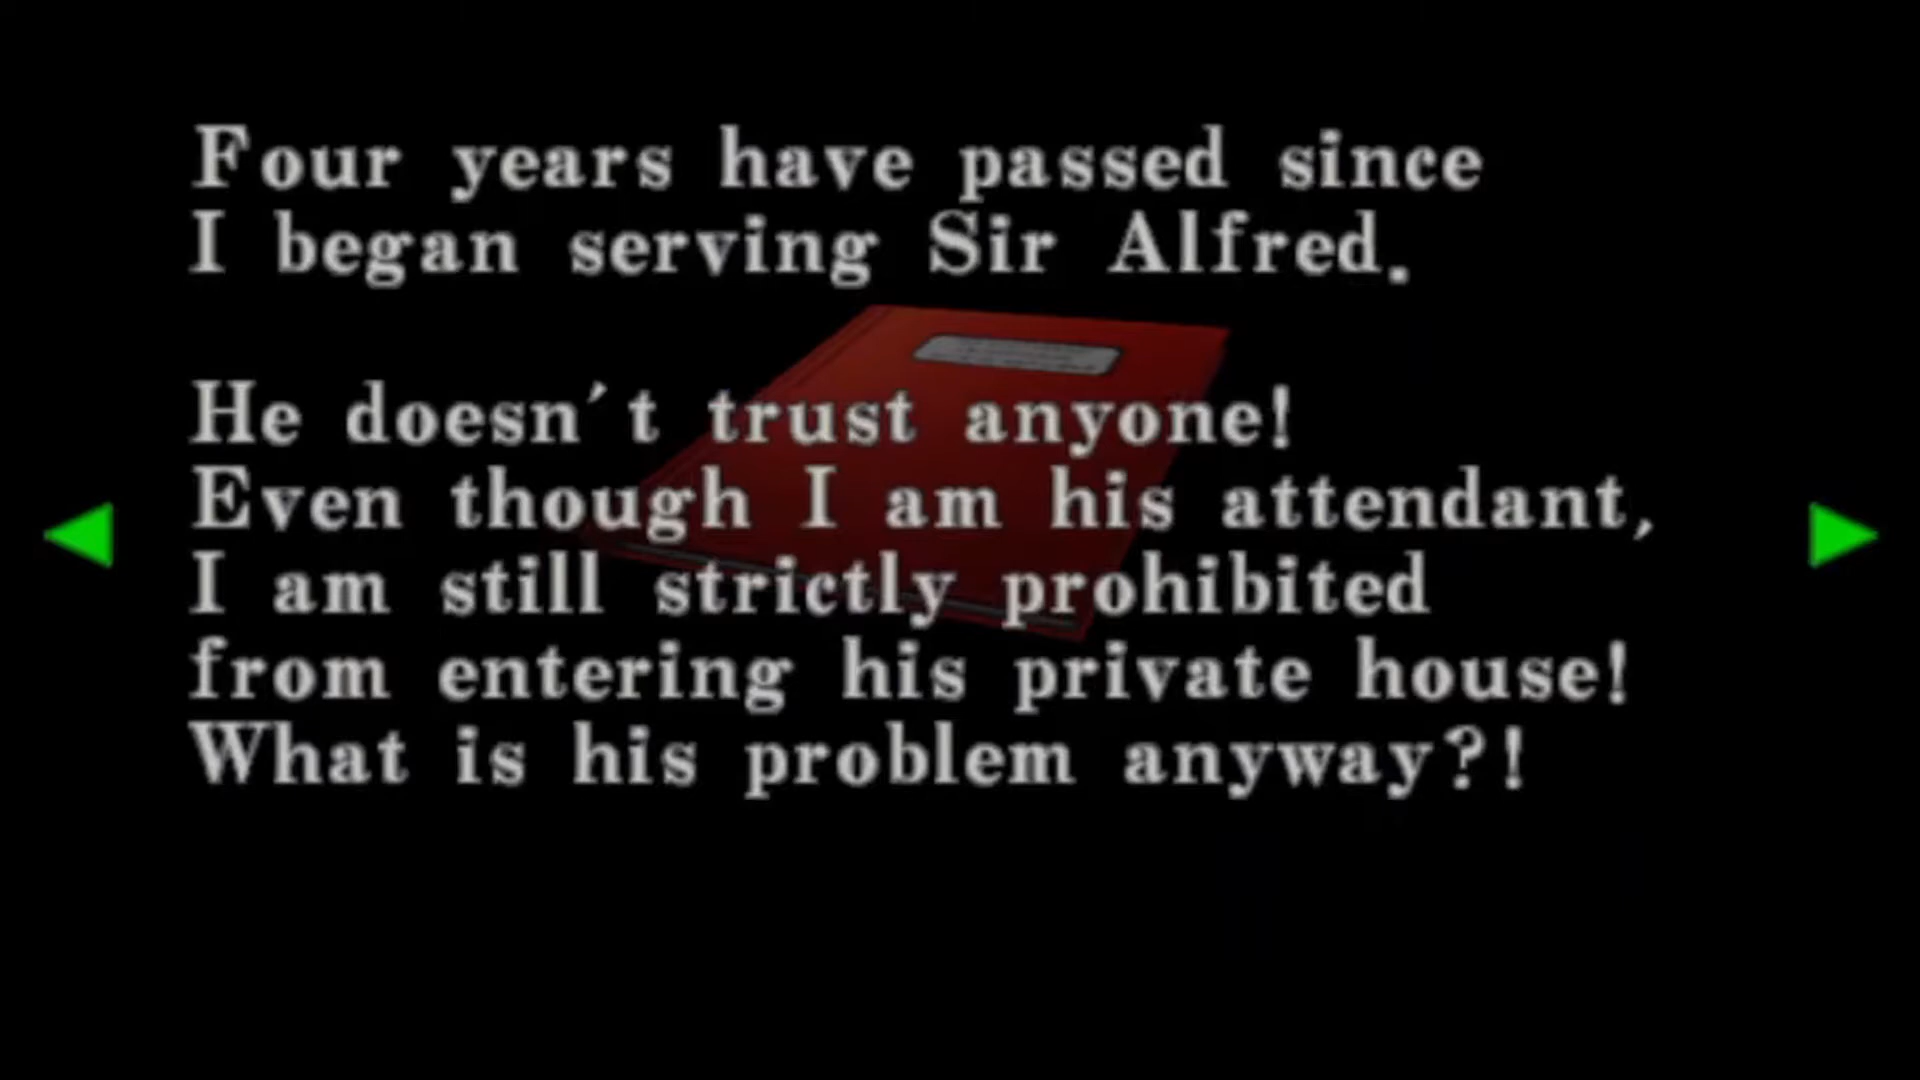 Four years have passed since
I began serving Sir Alfred.
He doesn't trust anyone!
Even though I am his attendant,
I am still strictly prohibited
from entering his private house!
What is his problem anyway?!